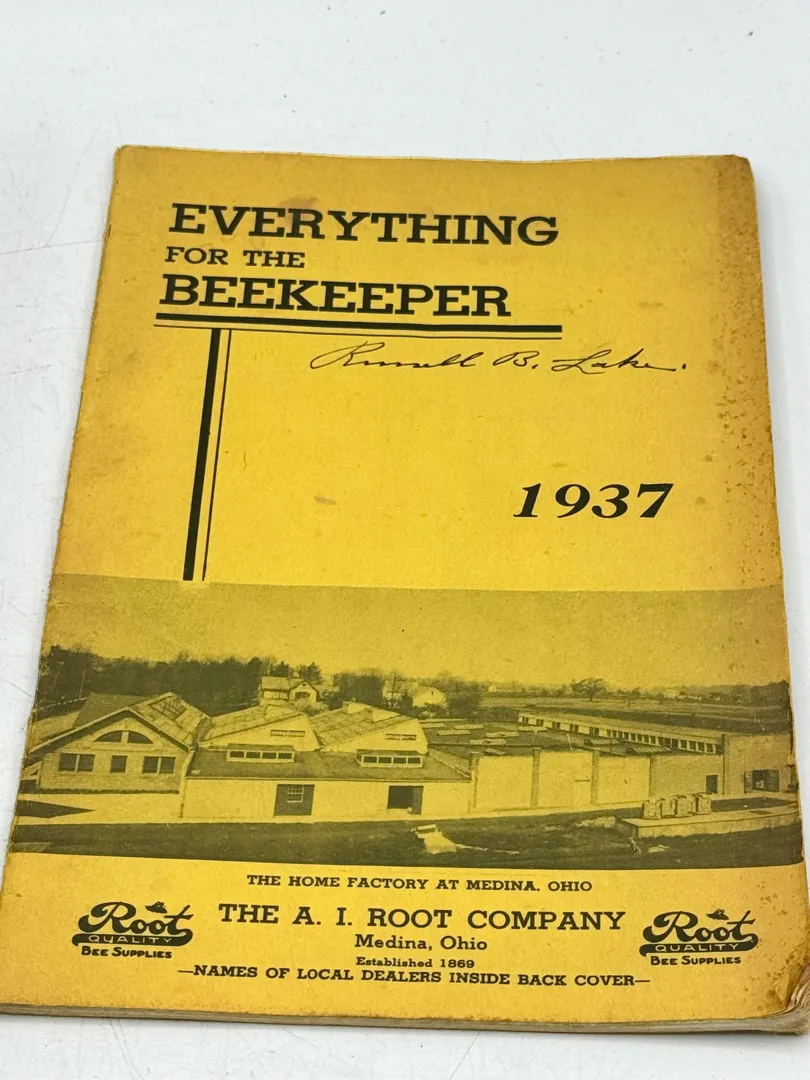 EVERYTHING
FOR THE
BEEKEEPER
Russell B. Lake.
1937
THE HOME FACTORY AT MEDINA, OHIO
Root
QUALITY
BEE SUPPLIES
THE A. I. ROOT COMPANY
Medina, Ohio
Established 1869
—NAMES OF LOCAL DEALERS INSIDE BACK COVER—
Root
QUALITY
BEE SUPPLIES